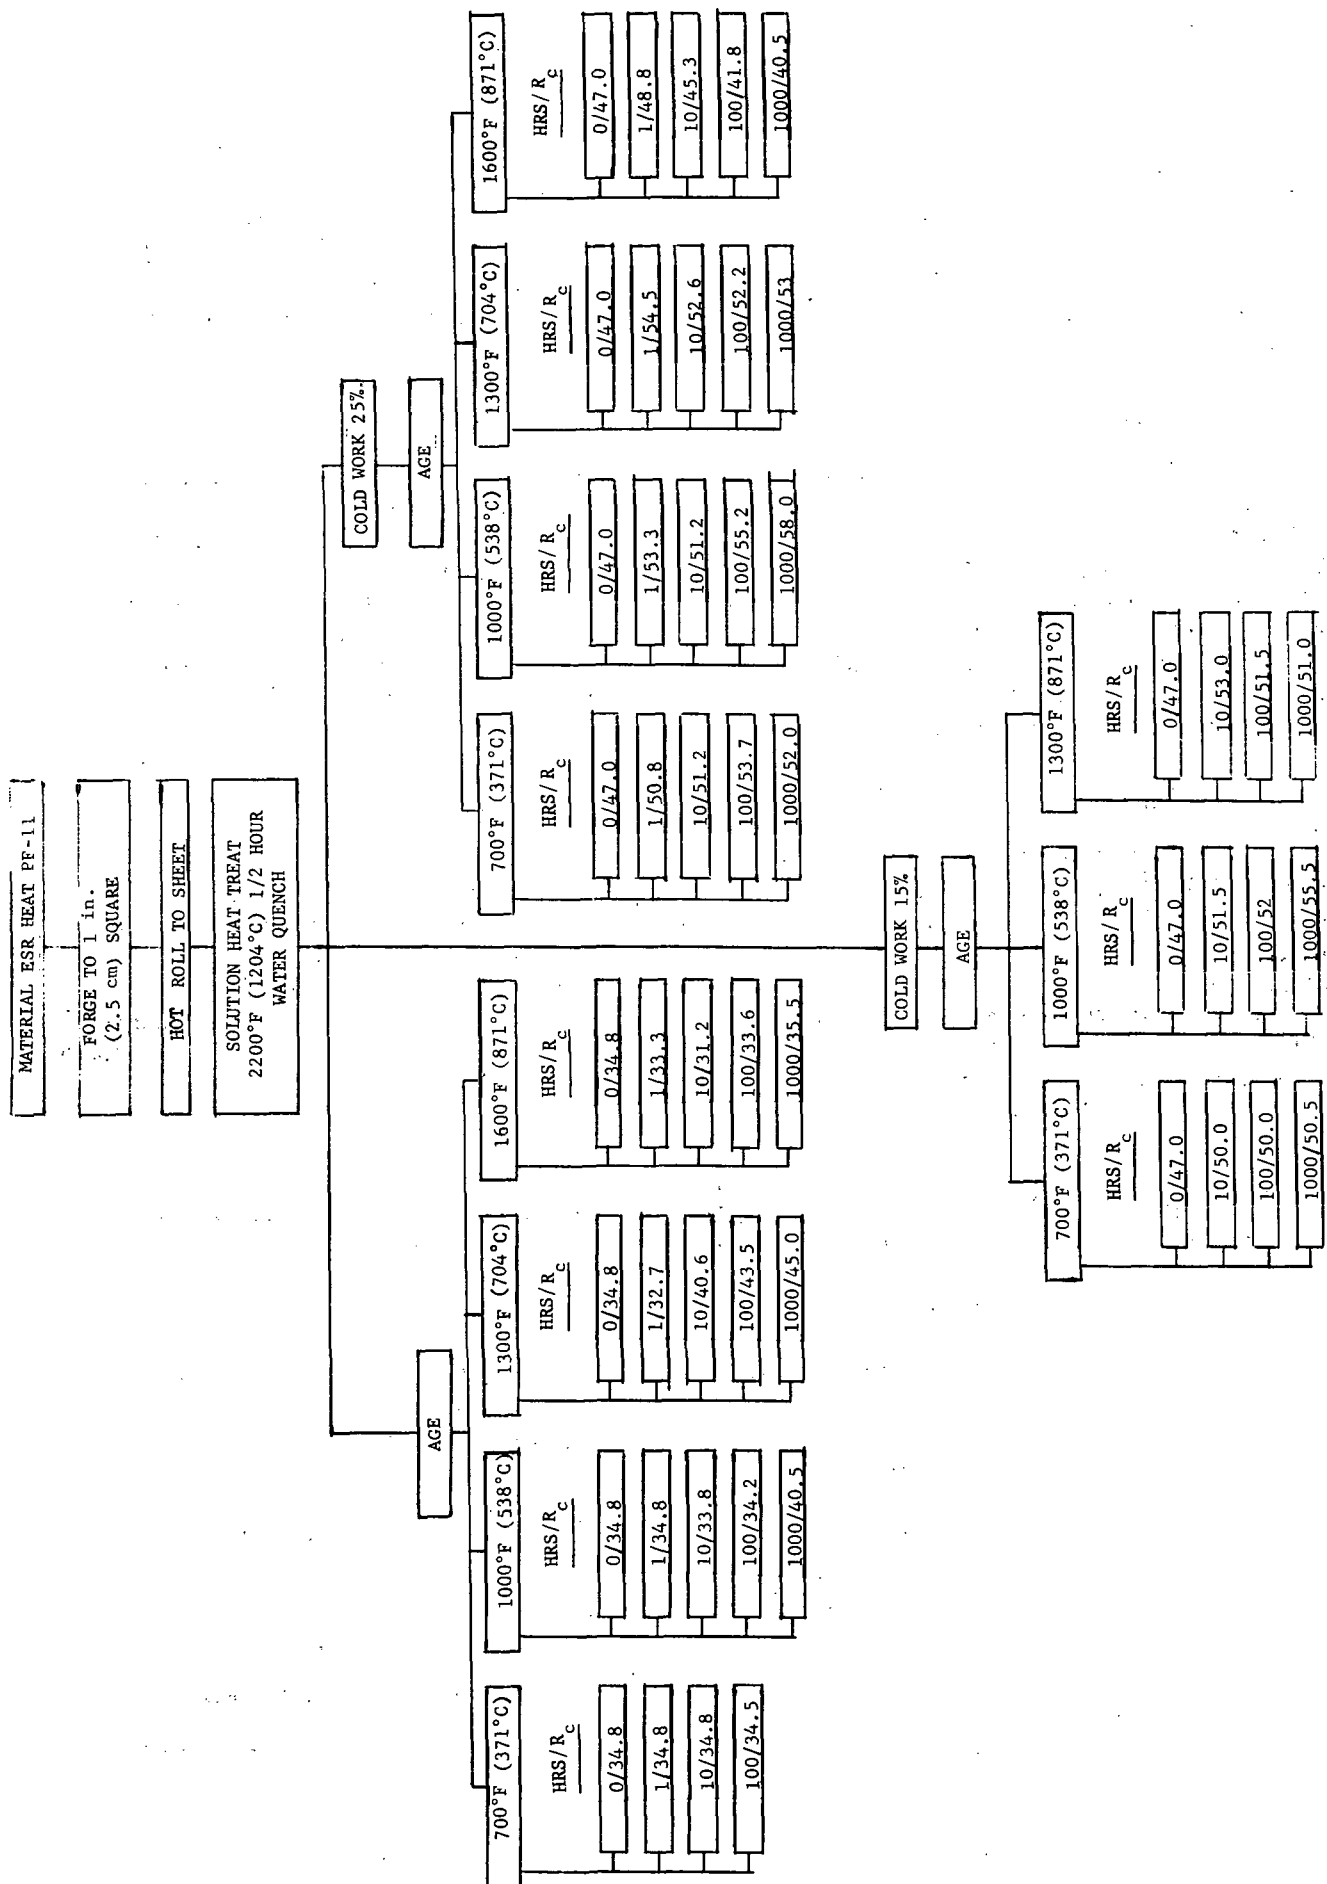 MATERIAL ESR HEAT PF-11
FORGE TO 1 in.
(2.5 cm) SQUARE
HOT ROLL TO SHEET
SOLUTION HEAT TREAT
2200°F (1204°C) 1/2 HOUR
WATER QUENCH
AGE
700°F (371°C)
HRS/Rc
0/34.8
1/34.8
10/34.8
100/34.5
1000°F (538°C)
HRS/Rc
0/34.8
1/34.8
10/33.8
100/34.2
1000/40.5
1300°F (704°C)
HRS/Rc
0/34.8
1/32.7
10/40.6
100/43.5
1000/45.0
1600°F (871°C)
HRS/Rc
0/34.8
1/33.3
10/31.2
100/33.6
1000/35.5
COLD WORK 25%
AGE
700°F (371°C)
HRS/Rc
0/47.0
1/50.8
10/51.2
100/53.7
1000/52.0
1000°F (538°C)
HRS/Rc
0/47.0
1/53.3
10/51.2
100/55.2
1000/58.0
1300°F (704°C)
HRS/Rc
0/47.0
1/54.5
10/52.6
100/52.2
1000/53
1600°F (871°C)
HRS/Rc
0/47.0
1/48.8
10/45.3
100/41.8
1000/40.5
COLD WORK 15%
AGE
700°F (371°C)
HRS/Rc
0/47.0
10/50.0
100/50.0
1000/50.5
1000°F (538°C)
HRS/Rc
0/47.0
10/51.5
100/52
1000/55.5
1300°F (871°C)
HRS/Rc
0/47.0
10/53.0
100/51.5
1000/51.0